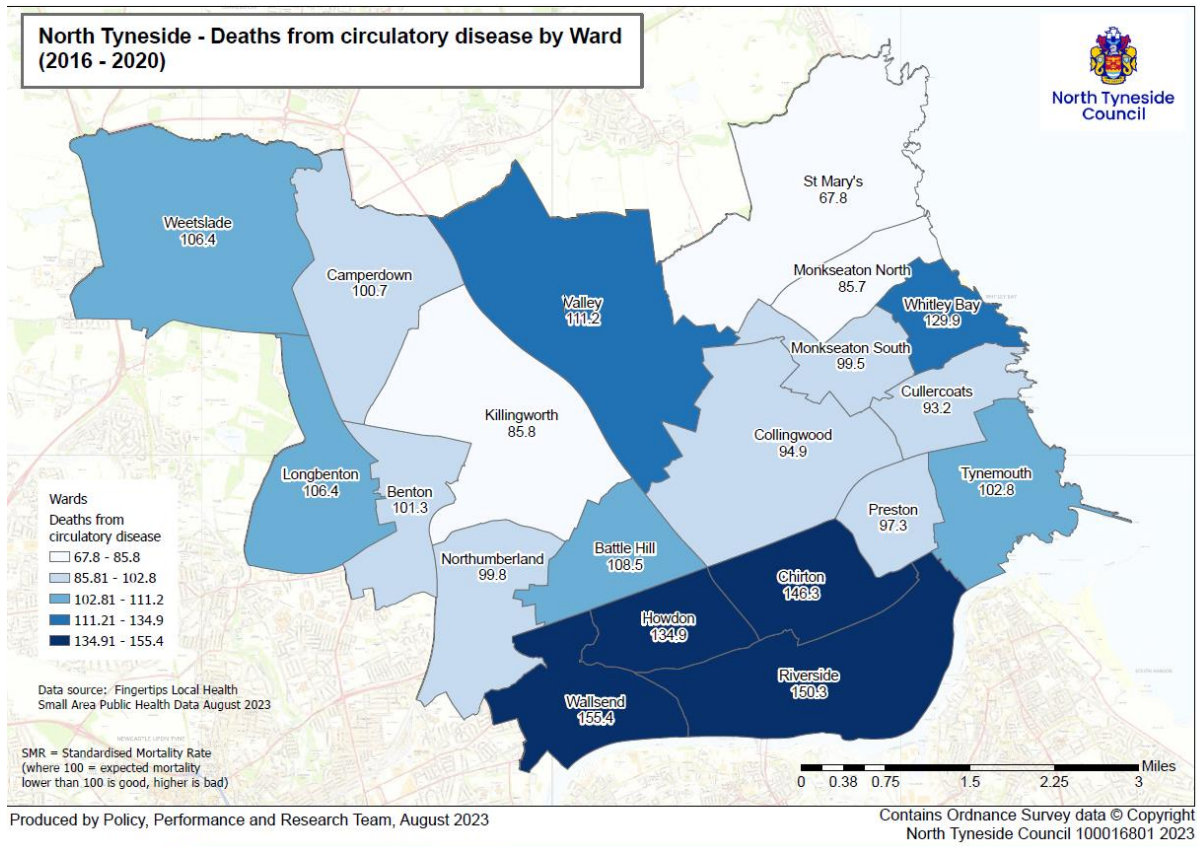 North Tyneside - Deaths from circulatory disease by Ward
(2016 - 2020)
North Tyneside
Council
St Mary's
67.8
Weetslade
106.4
Monkseaton North
85.7
Camperdown
100.7
Valley
111.2
Whitley Bay
129.9
Monkseaton South
99.5
Cullercoats
93.2
Killingworth
85.8
Collingwood
94.9
Longbenton
106.4
Tynemouth
102.8
Benton
101.3
Preston
97.3
Northumberland
99.8
Battle Hill
108.5
Chirton
146.3
Howdon
134.9
Riverside
150.3
Wallsend
155.4
Wards
Deaths from
circulatory disease
67.8 - 85.8
85.81 - 102.8
102.81 - 111.2
111.21 - 134.9
134.91 - 155.4
Data source: Fingertips Local Health
Small Area Public Health Data August 2023
SMR = Standardised Mortality Rate
(where 100 = expected mortality
lower than 100 is good, higher is bad)
Miles
0 0.38 0.75 1.5 2.25 3
Produced by Policy, Performance and Research Team, August 2023
Contains Ordnance Survey data © Copyright
North Tyneside Council 100016801 2023